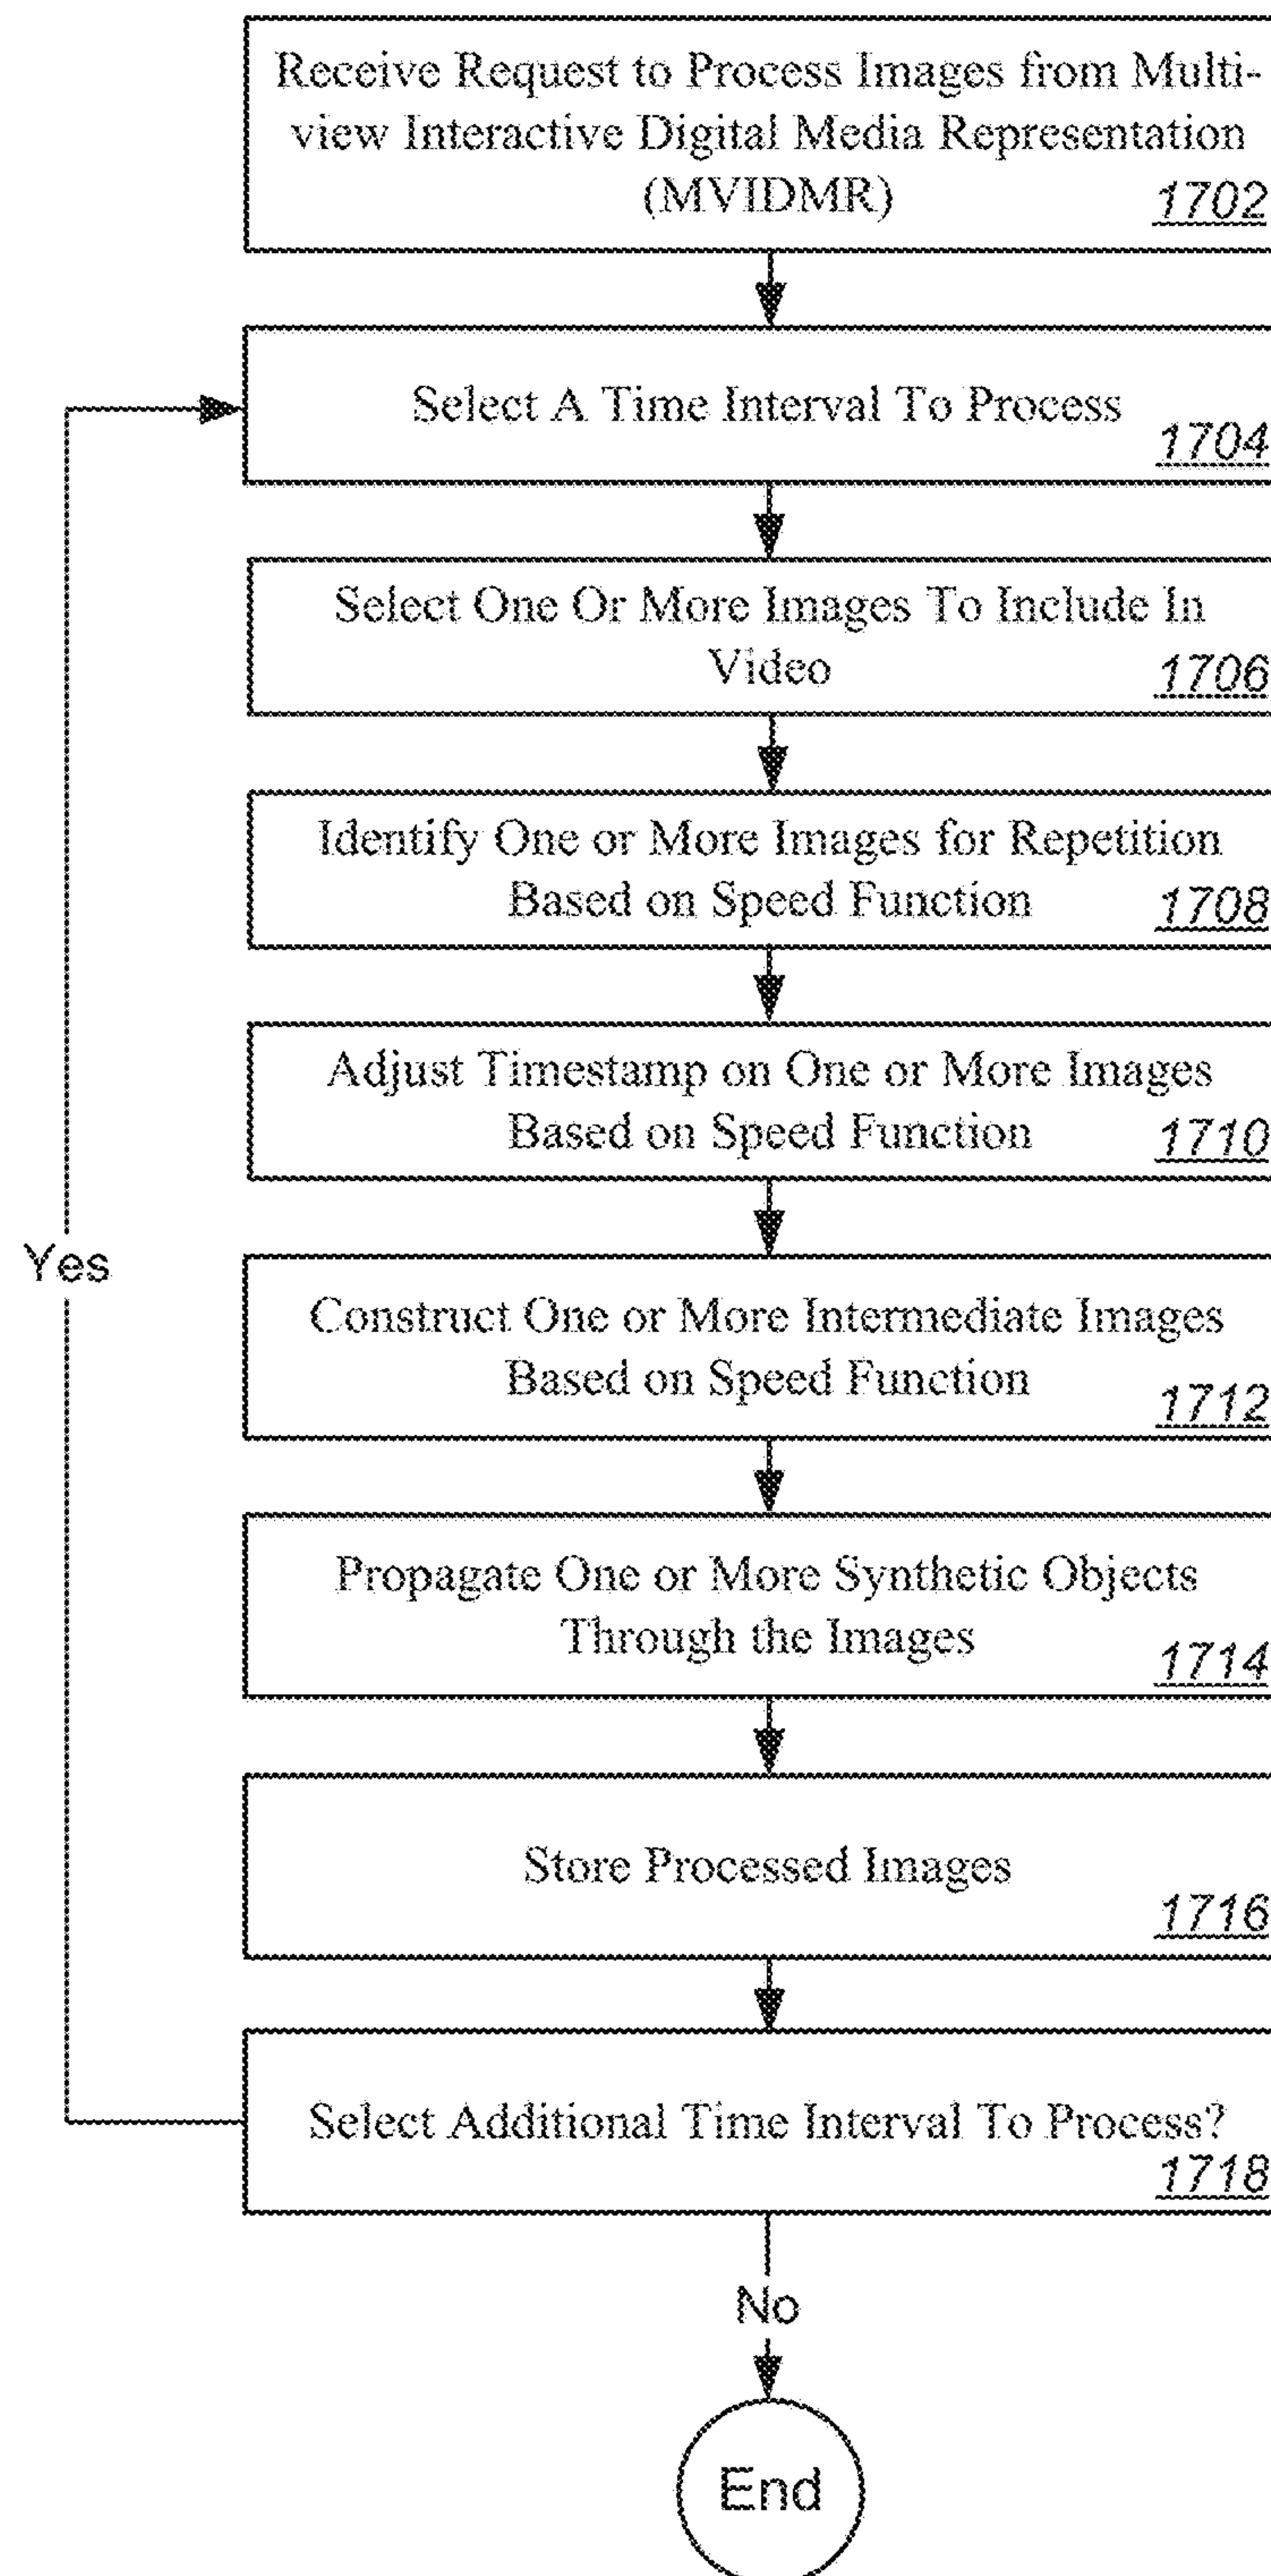 Receive Request to Process Images from Multi-
view Interactive Digital Media Representation
(MVIDMR)
1702
Select A Time Interval To Process
1704
Select One Or More Images To Include In
Video
1706
Identify One or More Images for Repetition
Based on Speed Function
1708
Adjust Timestamp on One or More Images
Based on Speed Function
1710
Yes
Construct One or More Intermediate Images
Based on Speed Function
1712
Propagate One or More Synthetic Objects
Through the Images
1714
Store Processed Images
1716
Select Additional Time Interval To Process?
1718
No
End